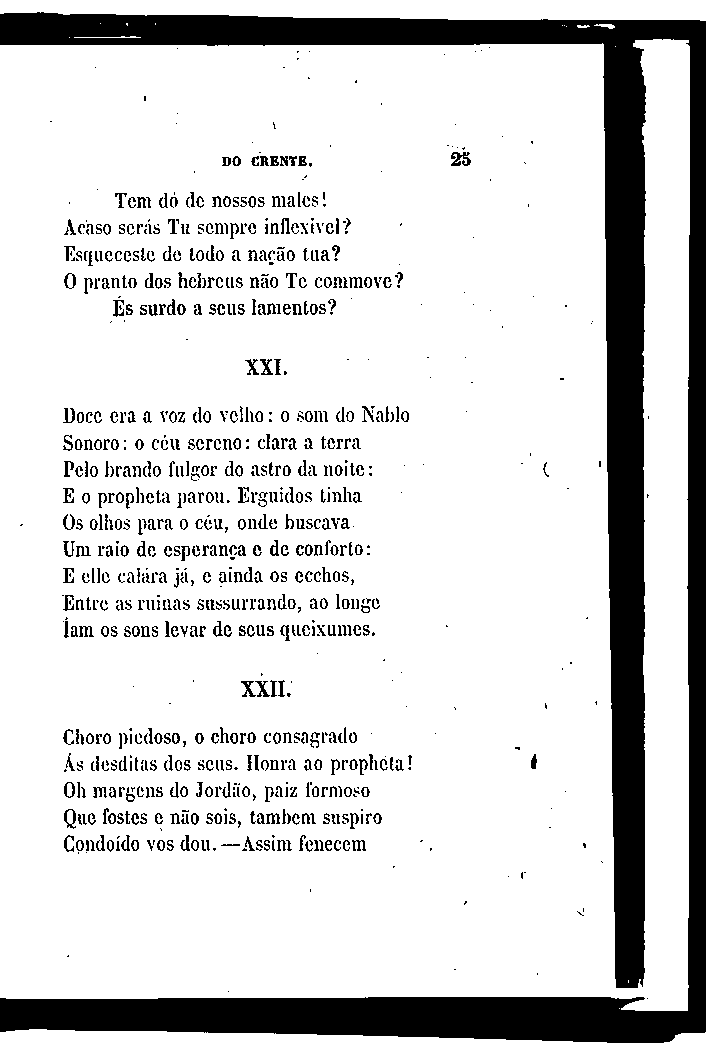 DO CRENTE. 25
Tem dó de nossos males!
Acaso serás Tu sempre inflexivel?
Esqueceste de todo a nação tua?
O pranto dos hebreus não Te commove?
És surdo a seus lamentos?
XXI.
Doce era a voz do velho: o som do Nablo
Sonoro: o céu sereno: clara a terra
Pelo brando fulgor do astro da noite:
E o propheta parou. Erguidos tinha
Os olhos para o céu, onde buscava
Um raio de esperança e de conforto:
E elle calára já, e ainda os ecchos,
Entre as ruinas sussurrando, ao longe
Íam os sons levar de seus queixumes.
XXII.
Choro piedoso, o choro consagrado
Ás desditas dos seus. Honra ao propheta!
Oh margens do Jordão, paiz formoso
Que fostes e não sois, tambem suspiro
Condoído vos dou.—Assim fenecem